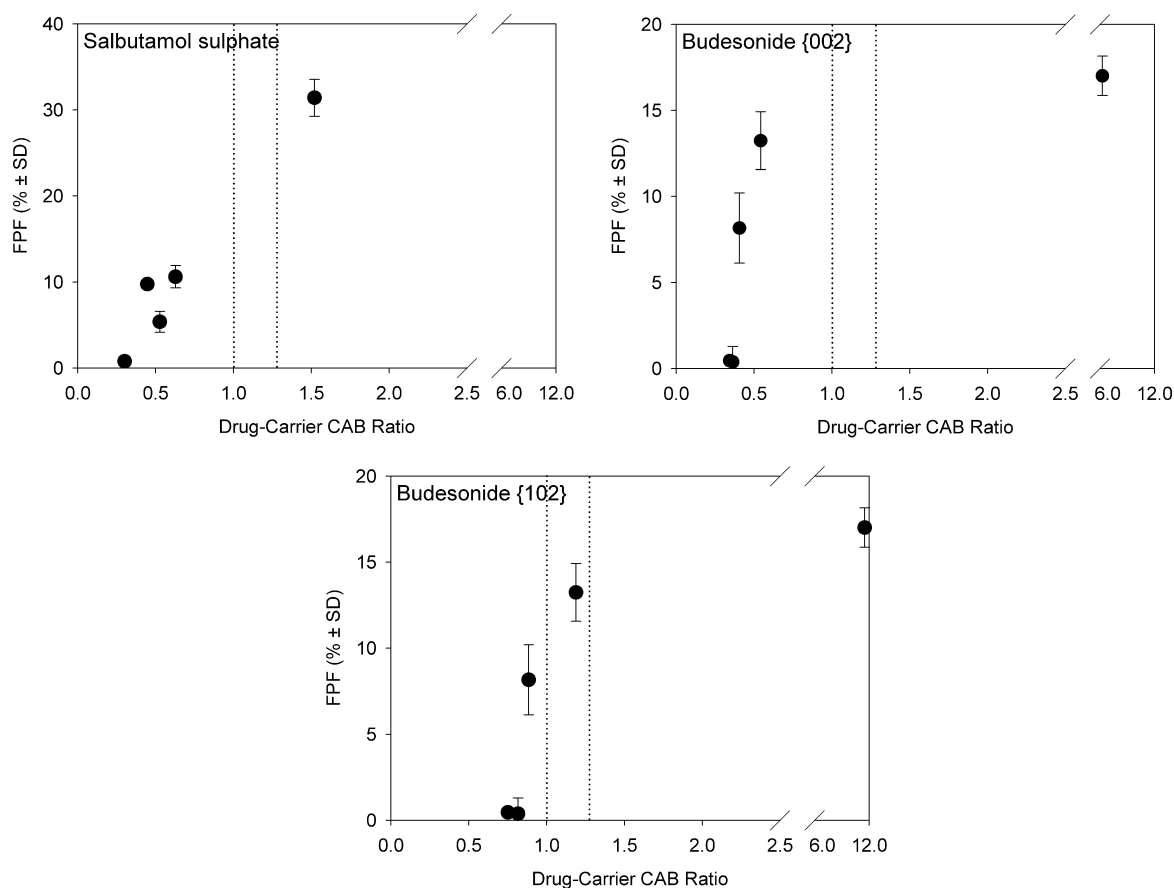 Salbutamol sulphate
FPF (% ± SD)
40
30
20
10
0
0.0 0.5 1.0 1.5 2.0 2.5 6.0 12.0
Drug-Carrier CAB Ratio
Budesonide {002}
FPF (% ± SD)
20
15
10
5
0
0.0 0.5 1.0 1.5 2.0 2.5 6.0 12.0
Drug-Carrier CAB Ratio
Budesonide {102}
FPF (% ± SD)
20
15
10
5
0
0.0 0.5 1.0 1.5 2.0 2.5 6.0 12.0
Drug-Carrier CAB Ratio